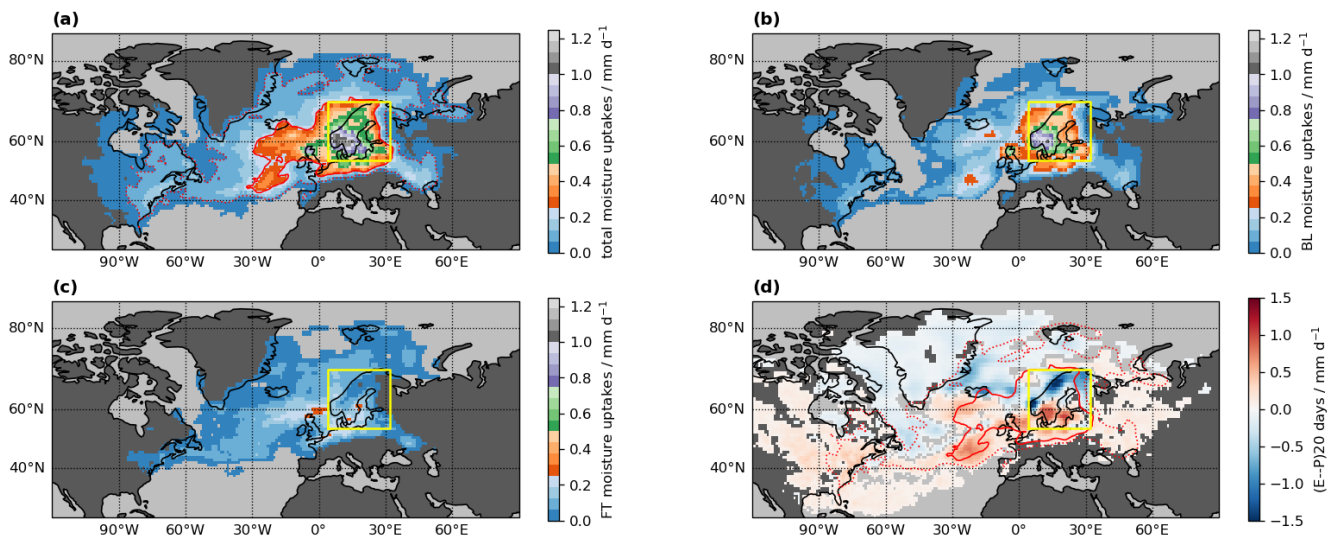 (a)
80°N
60°N
40°N
90°W 60°W 30°W 0° 30°E 60°E
1.2
1.0
0.8
0.6
0.4
0.2
0.0
total moisture uptakes / mm d⁻¹
(b)
80°N
60°N
40°N
90°W 60°W 30°W 0° 30°E 60°E
1.2
1.0
0.8
0.6
0.4
0.2
0.0
BL moisture uptakes / mm d⁻¹
(c)
80°N
60°N
40°N
90°W 60°W 30°W 0° 30°E 60°E
1.2
1.0
0.8
0.6
0.4
0.2
0.0
FT moisture uptakes / mm d⁻¹
(d)
80°N
60°N
40°N
90°W 60°W 30°W 0° 30°E 60°E
1.5
1.0
0.5
0.0
−0.5
−1.0
−1.5
(E--P)20 days / mm d⁻¹